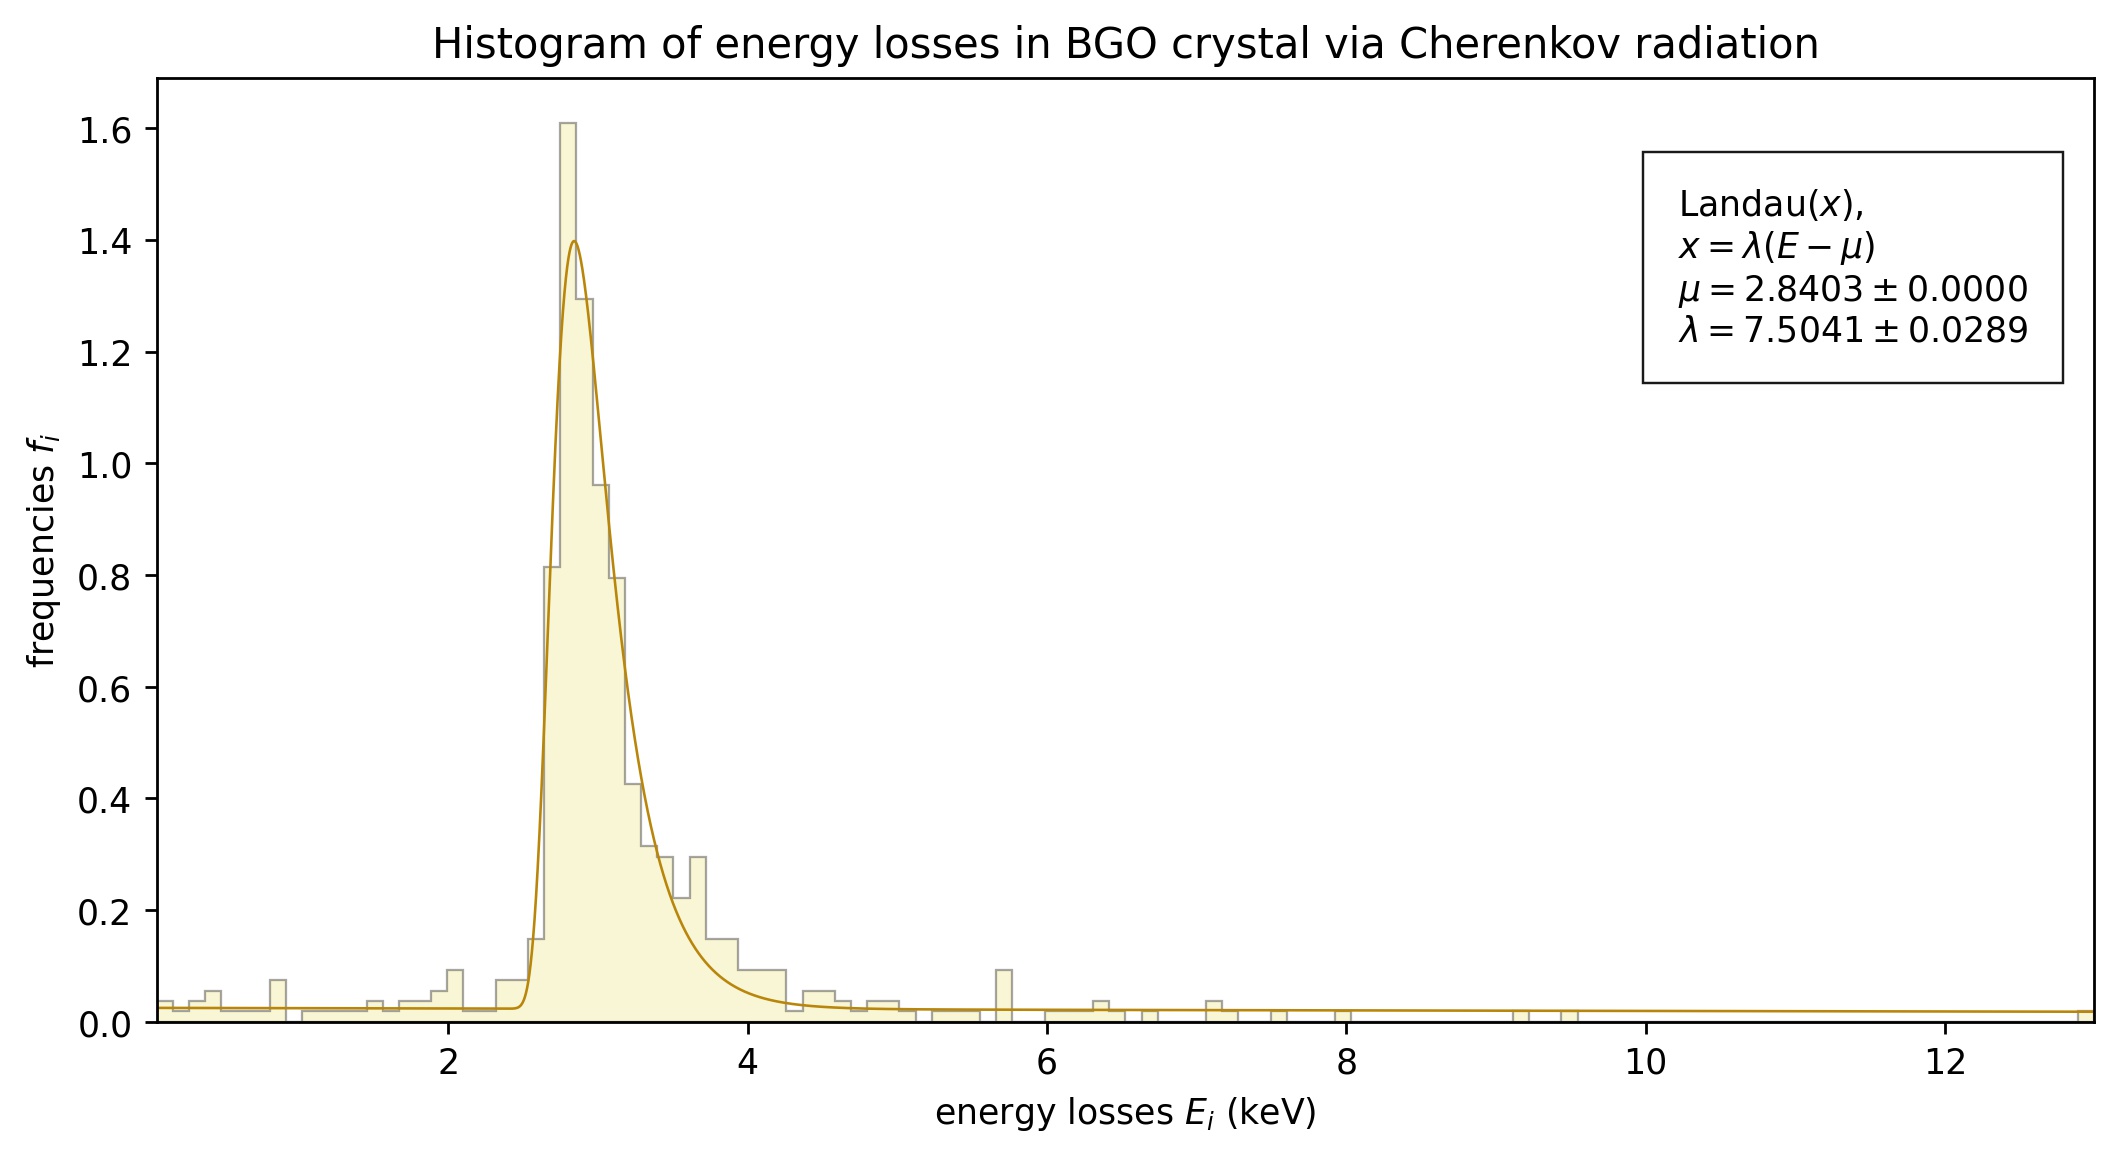 Histogram of energy losses in BGO crystal via Cherenkov radiation
Landau(x),
x = λ(E − μ)
μ = 2.8403 ± 0.0000
λ = 7.5041 ± 0.0289
frequencies fᵢ
1.6
1.4
1.2
1.0
0.8
0.6
0.4
0.2
0.0
2 4 6 8 10 12
energy losses Eᵢ (keV)